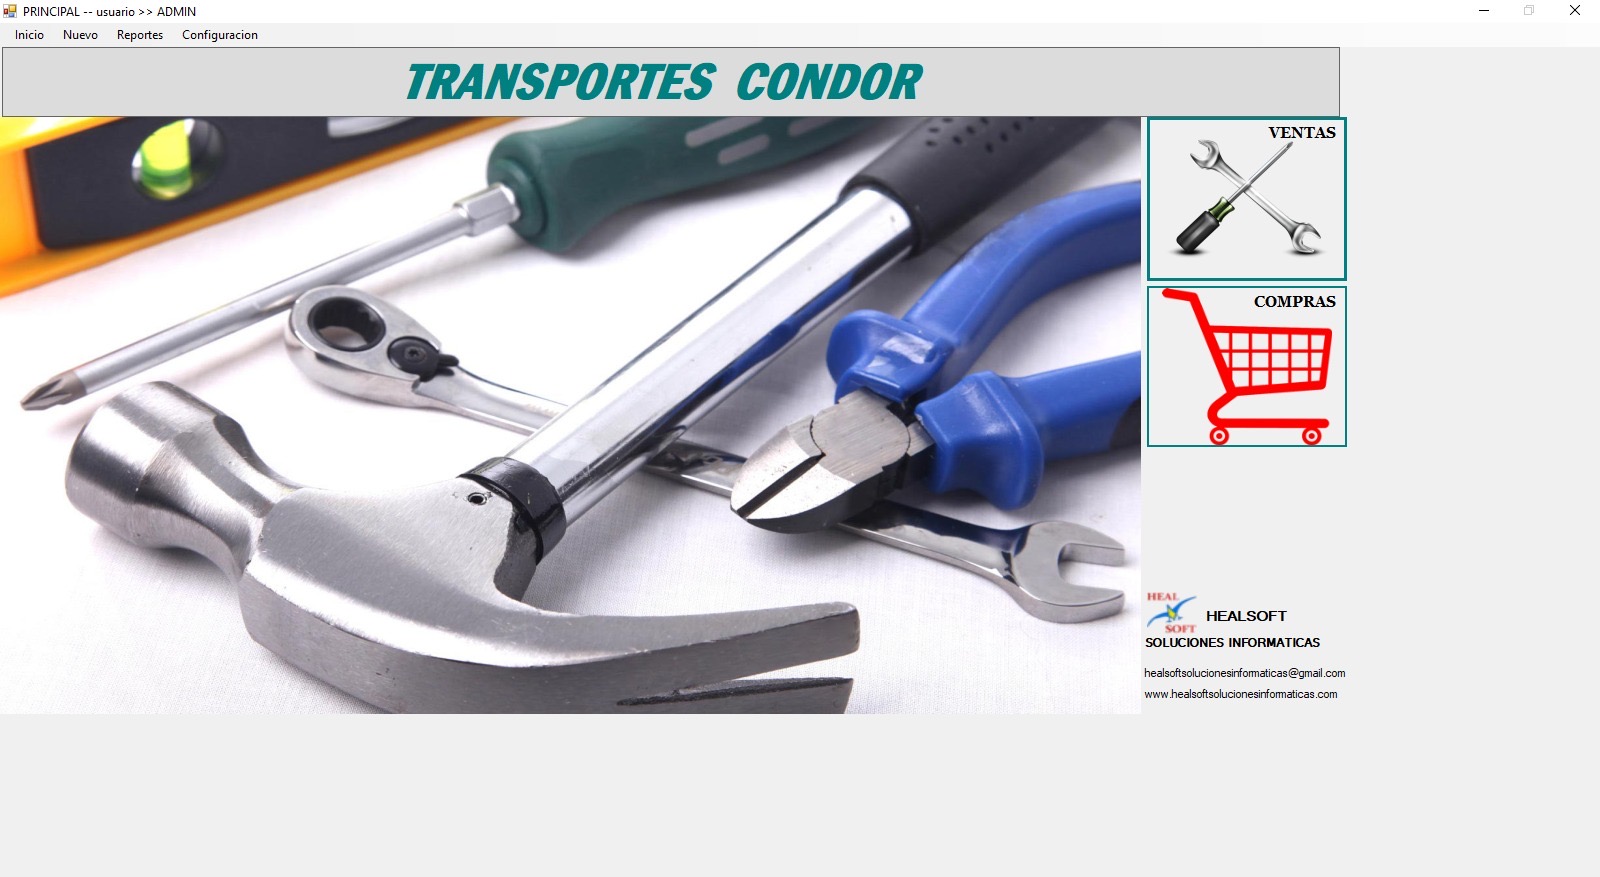 PRINCIPAL -- usuario >> ADMIN
Inicio Nuevo Reportes Configuracion
TRANSPORTES CONDOR
VENTAS
COMPRAS
HEAL
SOFT
HEALSOFT
SOLUCIONES INFORMATICAS
healsoftsolucionesinformaticas@gmail.com
www.healsoftsolucionesinformaticas.com